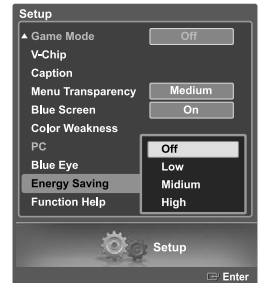 Setup
▲ Game Mode Off
V-Chip
Caption
Menu Transparency Medium
Blue Screen On
Color Weakness
PC Off
Blue Eye Low
Energy Saving Midium
Function Help High
Setup
Enter